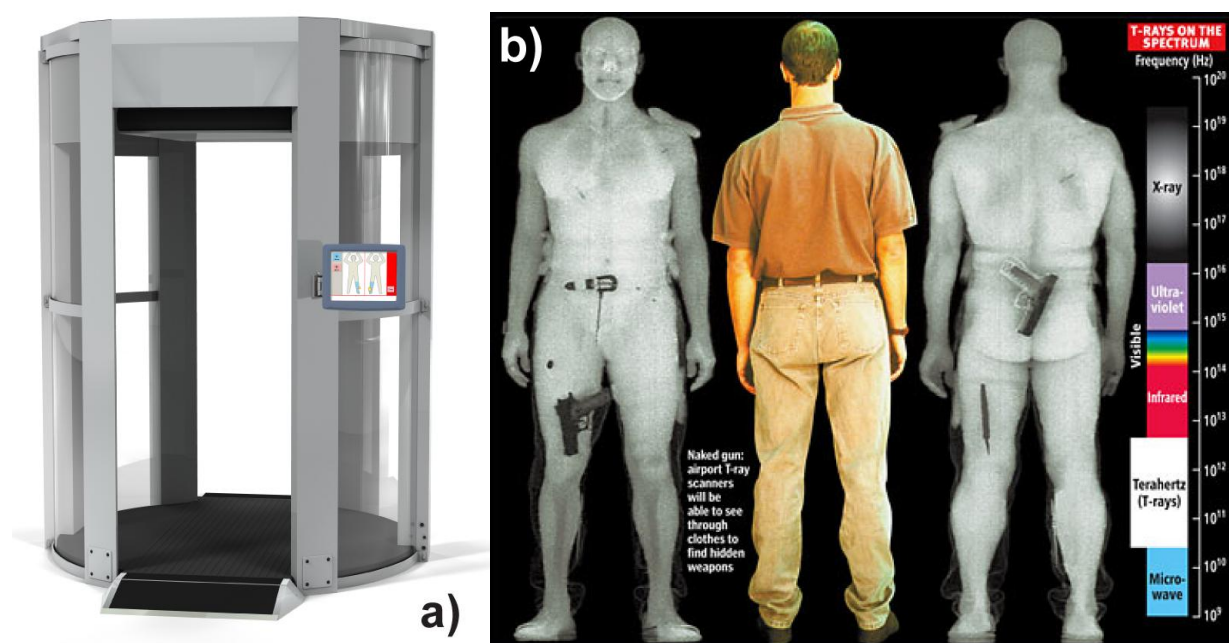 a)
b)
Naked gun:
airport T-ray
scanners
will be
able to see
through
clothes to
find hidden
weapons
T-RAYS ON THE
SPECTRUM
Frequency (Hz)
10²⁰
10¹⁹
10¹⁸
X-ray
10¹⁷
10¹⁶
Ultra-
violet
10¹⁵
Visible
10¹⁴
Infrared
10¹³
10¹²
Terahertz
(T-rays)
10¹¹
10¹⁰
Micro-
wave
10⁹